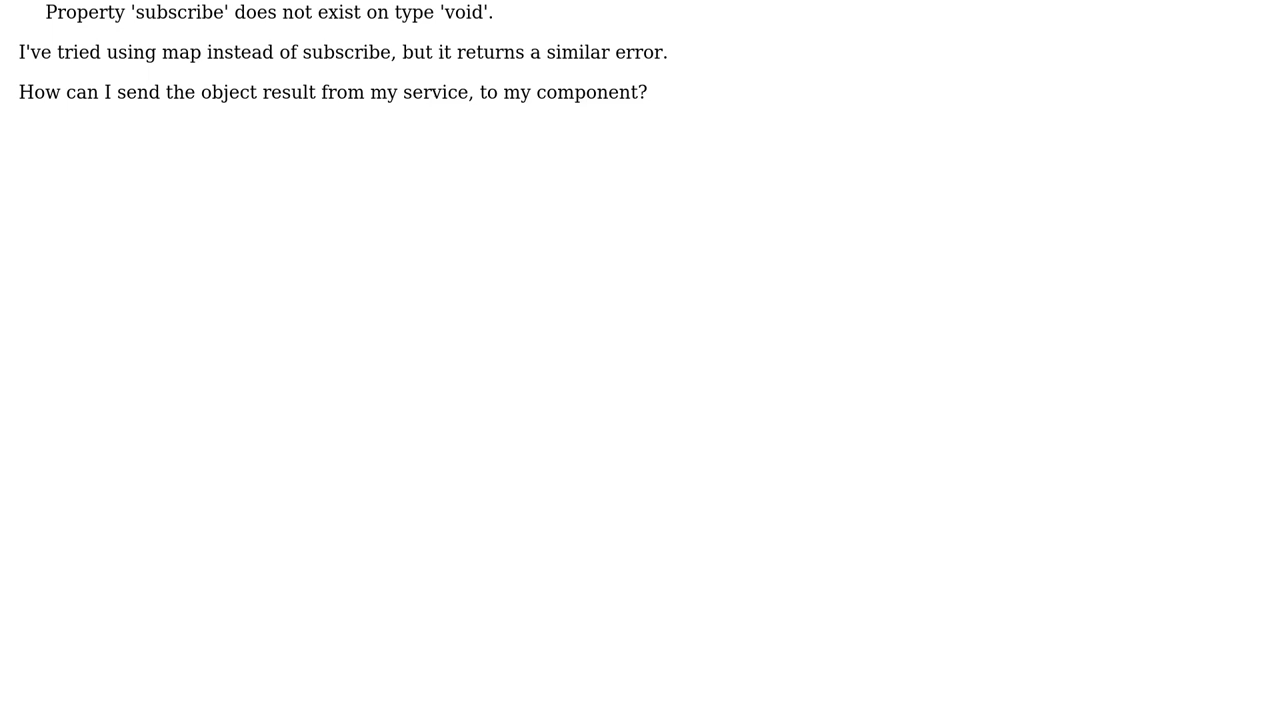 Property 'subscribe' does not exist on type 'void'.
I've tried using map instead of subscribe, but it returns a similar error.
How can I send the object result from my service, to my component?